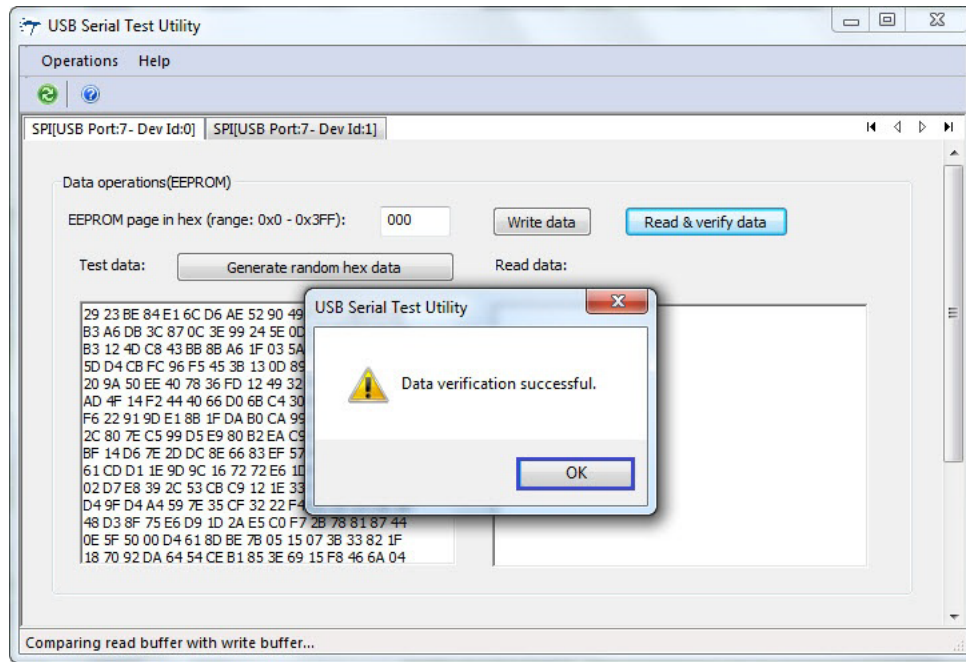 USB Serial Test Utility
Operations Help
SPI[USB Port:7- Dev Id:0] SPI[USB Port:7- Dev Id:1]
Data operations(EEPROM)
EEPROM page in hex (range: 0x0 - 0x3FF): 000 Write data Read & verify data
Test data: Generate random hex data Read data:
29 23 BE 84 E1 6C D6 AE 52 90 49
B3 A6 DB 3C 87 0C 3E 99 24 5E 0D
B3 12 4D C8 43 BB 8B A6 1F 03 5A
5D D4 CB FC 96 F5 45 3B 13 0D 89
20 9A 50 EE 40 78 36 FD 12 49 32
AD 4F 14 F2 44 40 66 D0 6B C4 30
F6 22 91 9D E1 8B 1F DA B0 CA 99
2C 80 7E C5 99 D5 E9 80 B2 EA C9
BF 14 D6 7E 2D DC 8E 66 83 EF 57
61 CD D1 1E 9D 9C 16 72 72 E6 1D
02 D7 E8 39 2C 53 CB C9 12 1E 33
D4 9F D4 A4 59 7E 35 CF 32 22 F4
48 D3 8F 75 E6 D9 1D 2A E5 C0 F7 2B 78 81 87 44
0E 5F 50 00 D4 61 8D BE 7B 05 15 07 3B 33 82 1F
18 70 92 DA 64 54 CE B1 85 3E 69 15 F8 46 6A 04
USB Serial Test Utility
Data verification successful.
OK
Comparing read buffer with write buffer...